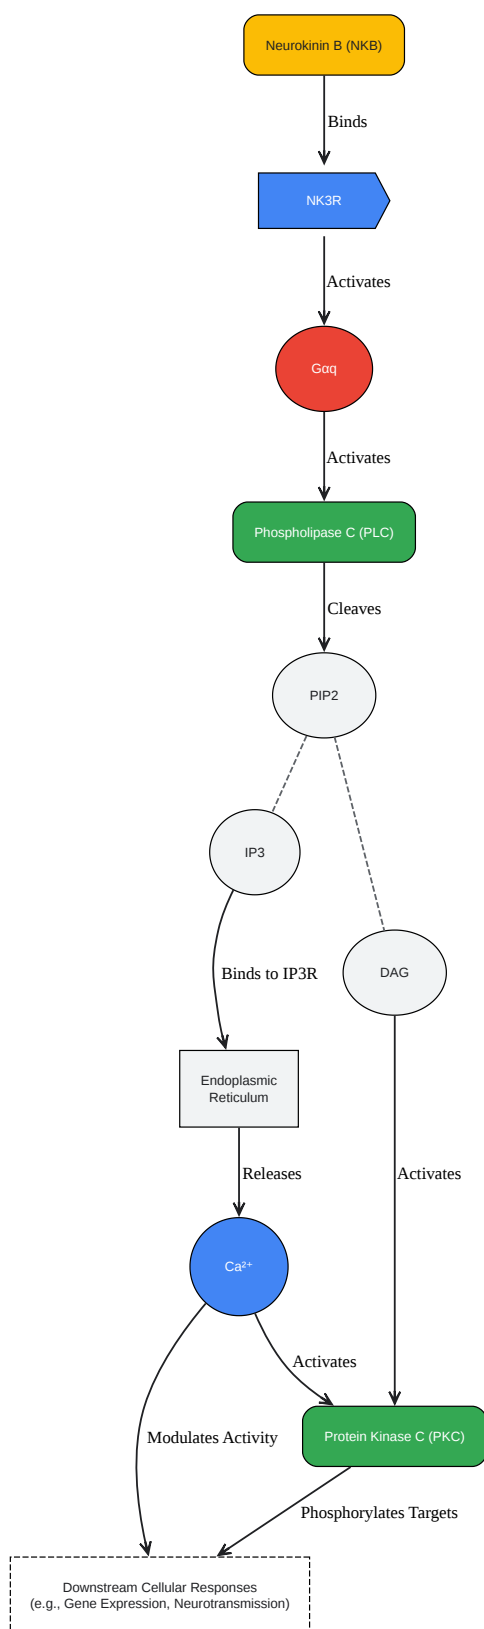 Neurokinin B (NKB)
Binds
NK3R
Activates
Gαq
Activates
Phospholipase C (PLC)
Cleaves
PIP2
IP3
Binds to IP3R
DAG
Endoplasmic
Reticulum
Releases
Activates
Ca²⁺
Activates
Modulates Activity
Protein Kinase C (PKC)
Phosphorylates Targets
Downstream Cellular Responses
(e.g., Gene Expression, Neurotransmission)